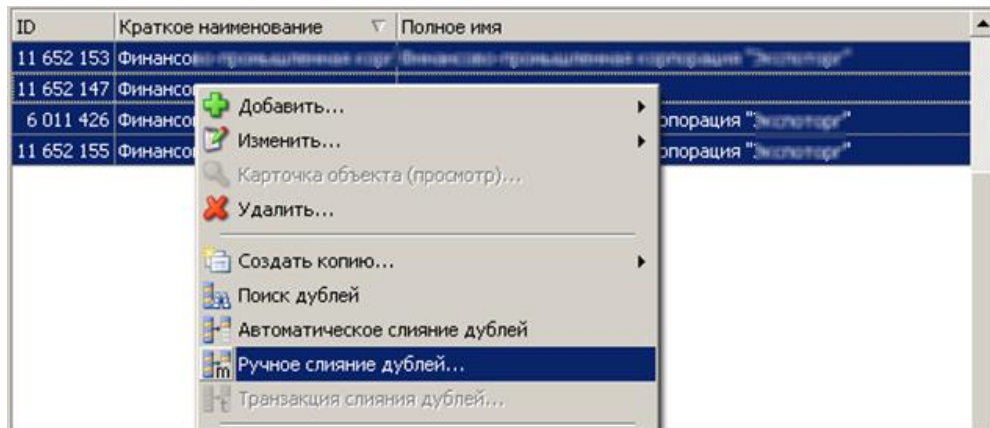 ID Краткое наименование Полное имя
11 652 153 Финансо
11 652 147 Финансо
6 011 426 Финансо орпорация "
11 652 155 Финансо орпорация "
Добавить...
Изменить...
Карточка объекта (просмотр)...
Удалить...
Создать копию...
Поиск дублей
Автоматическое слияние дублей
Ручное слияние дублей...
Транзакция слияния дублей...